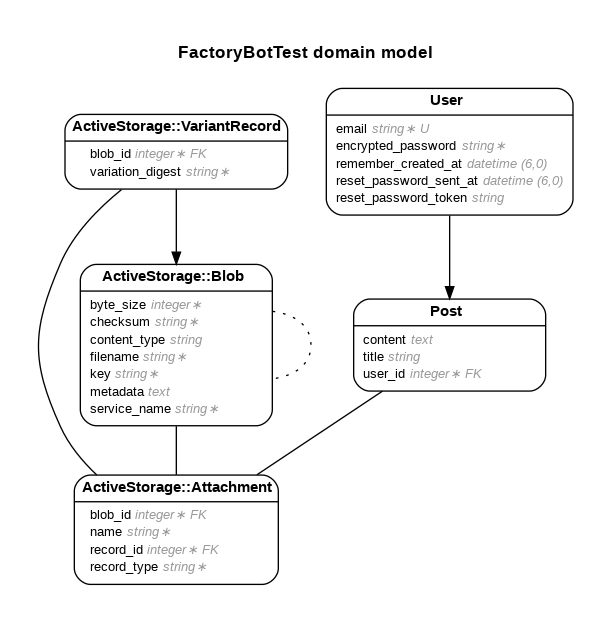 FactoryBotTest domain model
ActiveStorage::VariantRecord
blob_id integer∗ FK
variation_digest string∗
User
email string∗ U
encrypted_password string∗
remember_created_at datetime (6,0)
reset_password_sent_at datetime (6,0)
reset_password_token string
ActiveStorage::Blob
byte_size integer∗
checksum string∗
content_type string
filename string∗
key string∗
metadata text
service_name string∗
Post
content text
title string
user_id integer∗ FK
ActiveStorage::Attachment
blob_id integer∗ FK
name string∗
record_id integer∗ FK
record_type string∗